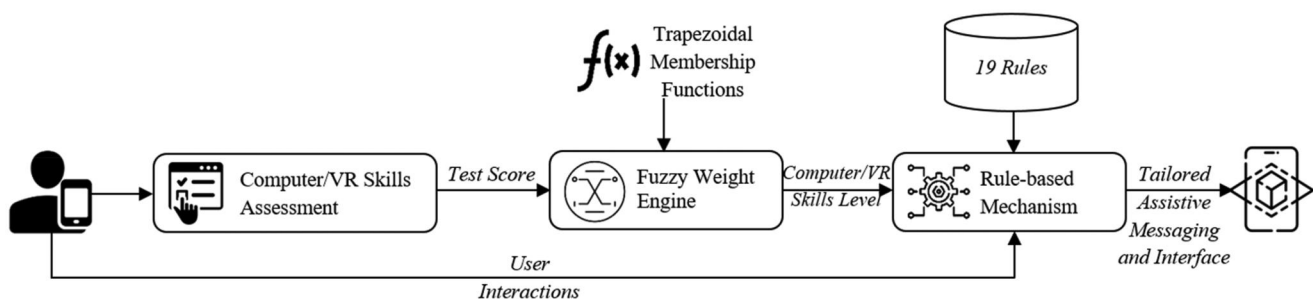 f(x)
Trapezoidal
Membership
Functions
19 Rules
Computer/VR Skills
Assessment
Test Score
Fuzzy Weight
Engine
Computer/VR
Skills Level
Rule-based
Mechanism
Tailored
Assistive
Messaging
and Interface
User
Interactions